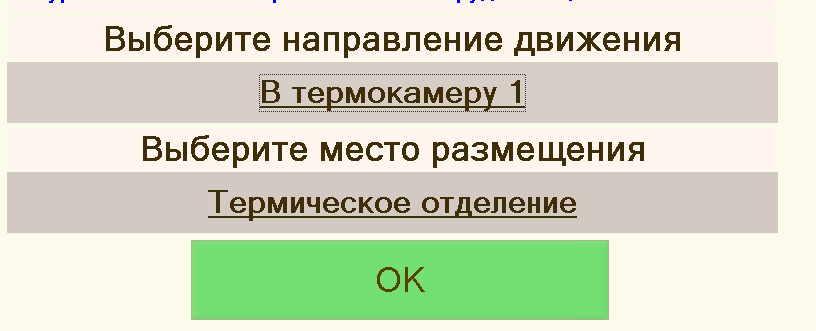 Выберите направление движения
В термокамеру 1
Выберите место размещения
Термическое отделение
OK